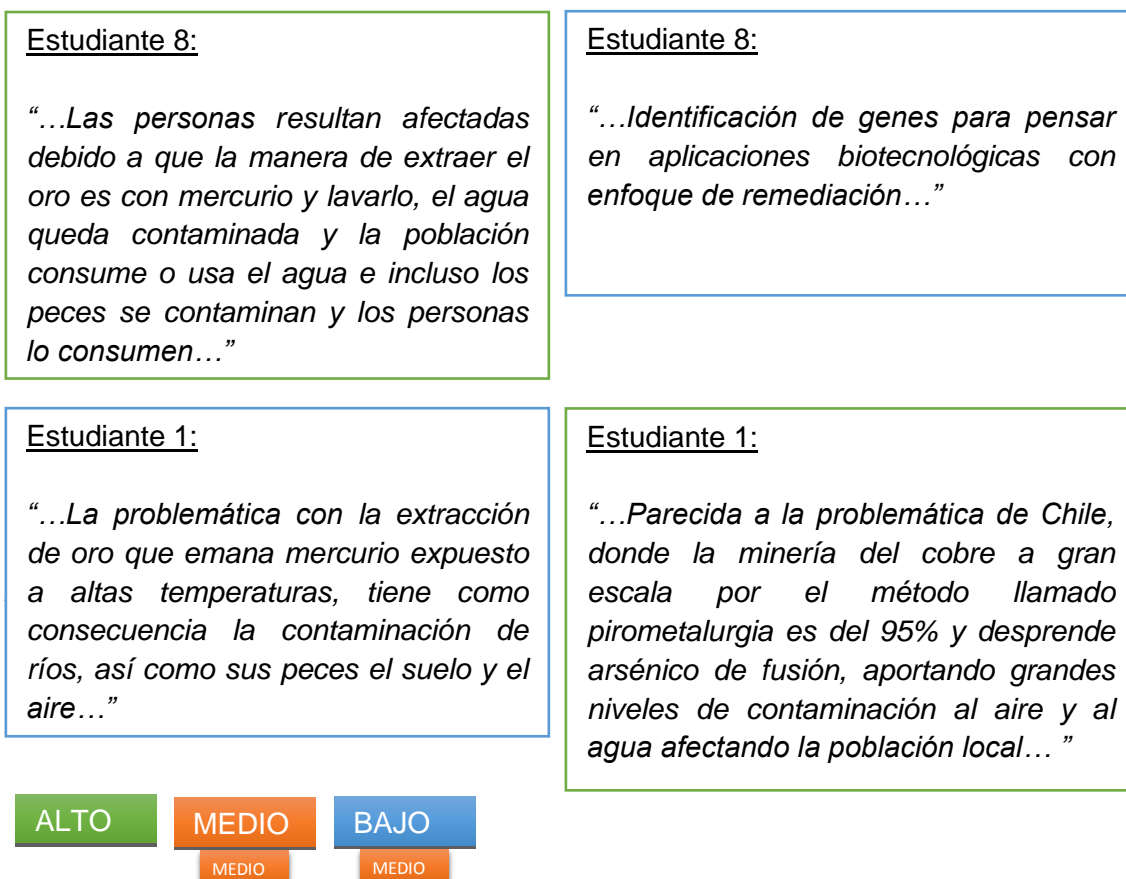 Estudiante 8:
“…Las personas resultan afectadas
debido a que la manera de extraer el
oro es con mercurio y lavarlo, el agua
queda contaminada y la población
consume o usa el agua e incluso los
peces se contaminan y los personas
lo consumen…”
Estudiante 8:
“…Identificación de genes para pensar
en aplicaciones biotecnológicas con
enfoque de remediación…”
Estudiante 1:
“…La problemática con la extracción
de oro que emana mercurio expuesto
a altas temperaturas, tiene como
consecuencia la contaminación de
ríos, así como sus peces el suelo y el
aire…”
Estudiante 1:
“…Parecida a la problemática de Chile,
donde la minería del cobre a gran
escala por el método llamado
pirometalurgia es del 95% y desprende
arsénico de fusión, aportando grandes
niveles de contaminación al aire y al
agua afectando la población local… ”
ALTO
MEDIO
BAJO
MEDIO
MEDIO